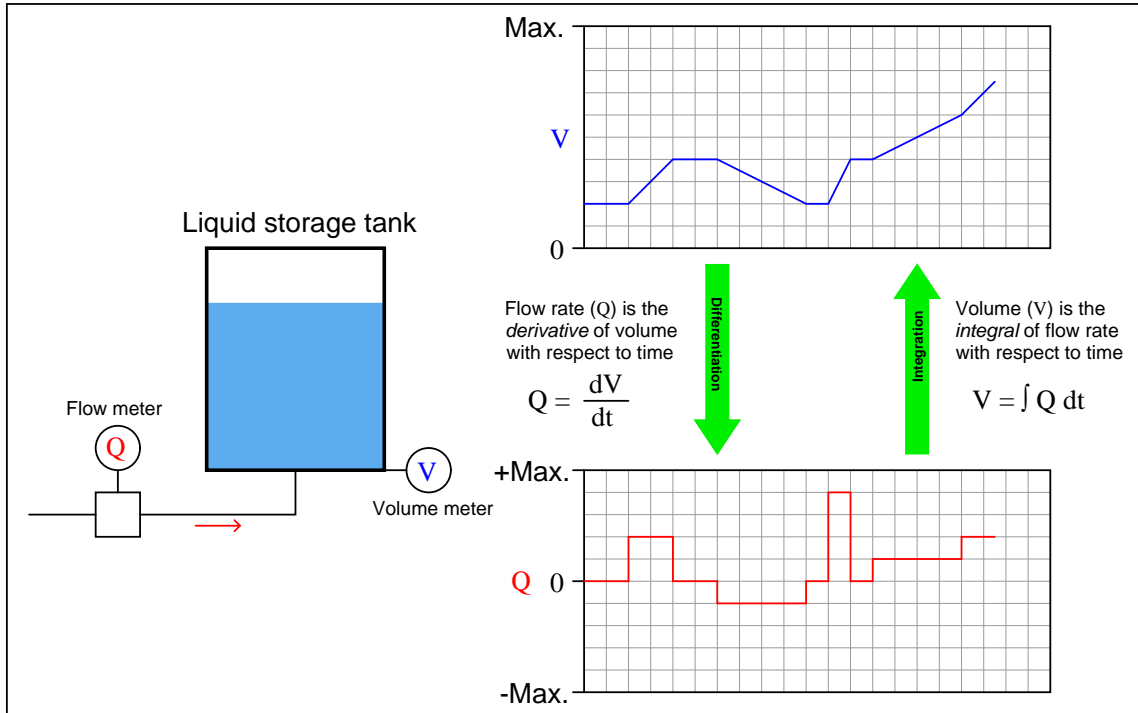 Liquid storage tank
Flow meter
Q
V
Volume meter
Max.
V
0
Flow rate (Q) is the
derivative of volume
with respect to time
Q = dV
dt
Differentiation
Integration
Volume (V) is the
integral of flow rate
with respect to time
V = ∫ Q dt
+Max.
Q 0
-Max.